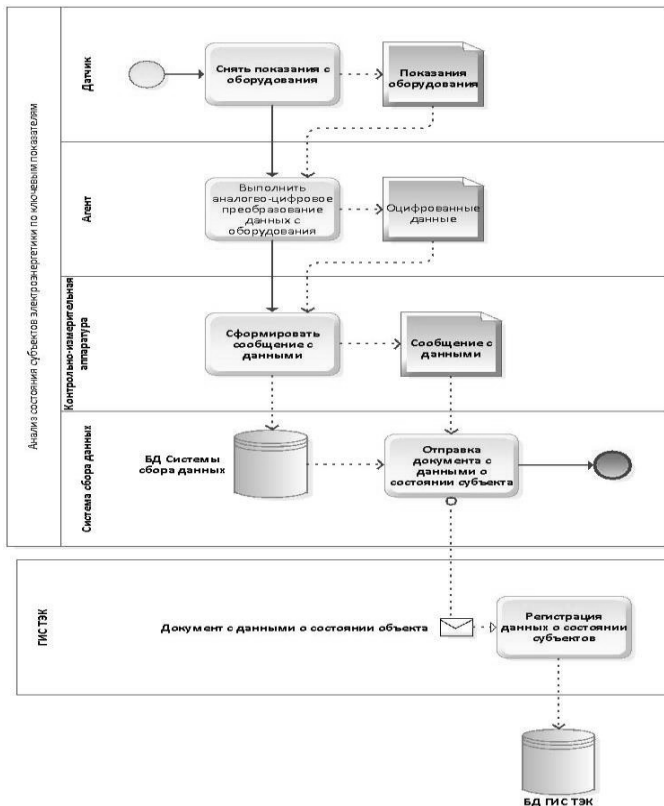 Анализ состояния субъектов электроэнергетики по ключевым показателям
Датчик
Снять показания с
оборудования
Показания
оборудования
Агент
Выполнить
аналогво-цифровое
преобразование
данных с
оборудования
Оцифрованные
данные
Контрольно-измерительная
аппаратура
Сформировать
сообщение с
данными
Сообщение с
данными
Система сбора данных
БД Системы
сбора данных
Отправка
документа с
данными о
состоянии субъекта
ГИС ТЭК
Документ с данными о состоянии объекта
Регистрация
данных о состоянии
субъектов
БД ГИС ТЭК